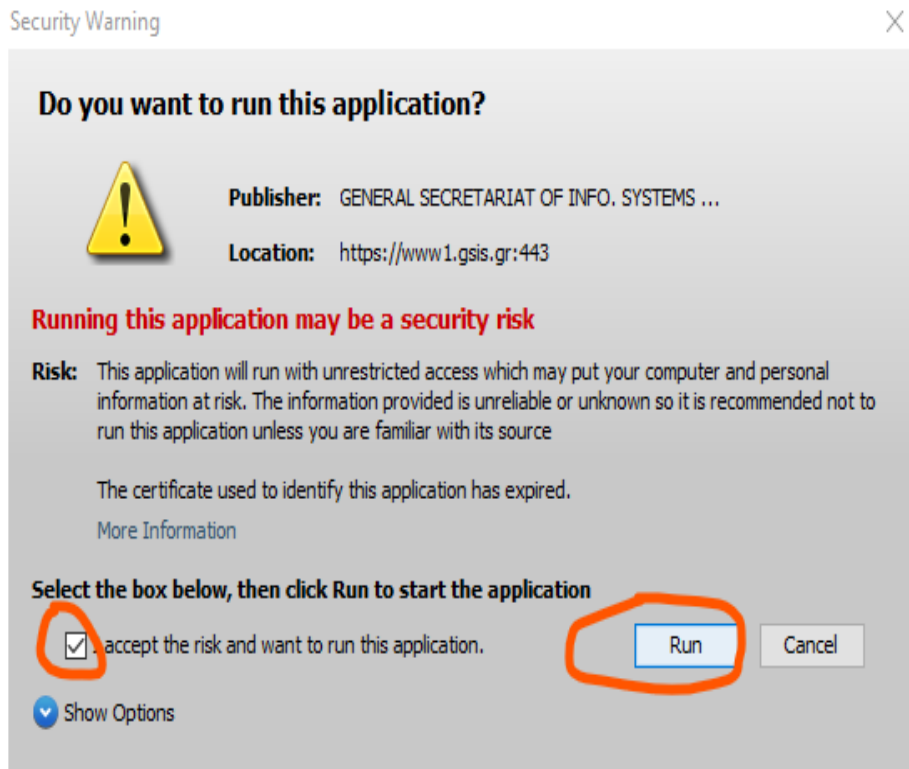 Security Warning
Do you want to run this application?
Publisher: GENERAL SECRETARIAT OF INFO. SYSTEMS ...
Location: https://www1.gsis.gr:443
Running this application may be a security risk
Risk: This application will run with unrestricted access which may put your computer and personal
information at risk. The information provided is unreliable or unknown so it is recommended not to
run this application unless you are familiar with its source
The certificate used to identify this application has expired.
More Information
Select the box below, then click Run to start the application
I accept the risk and want to run this application.
Run
Cancel
Show Options